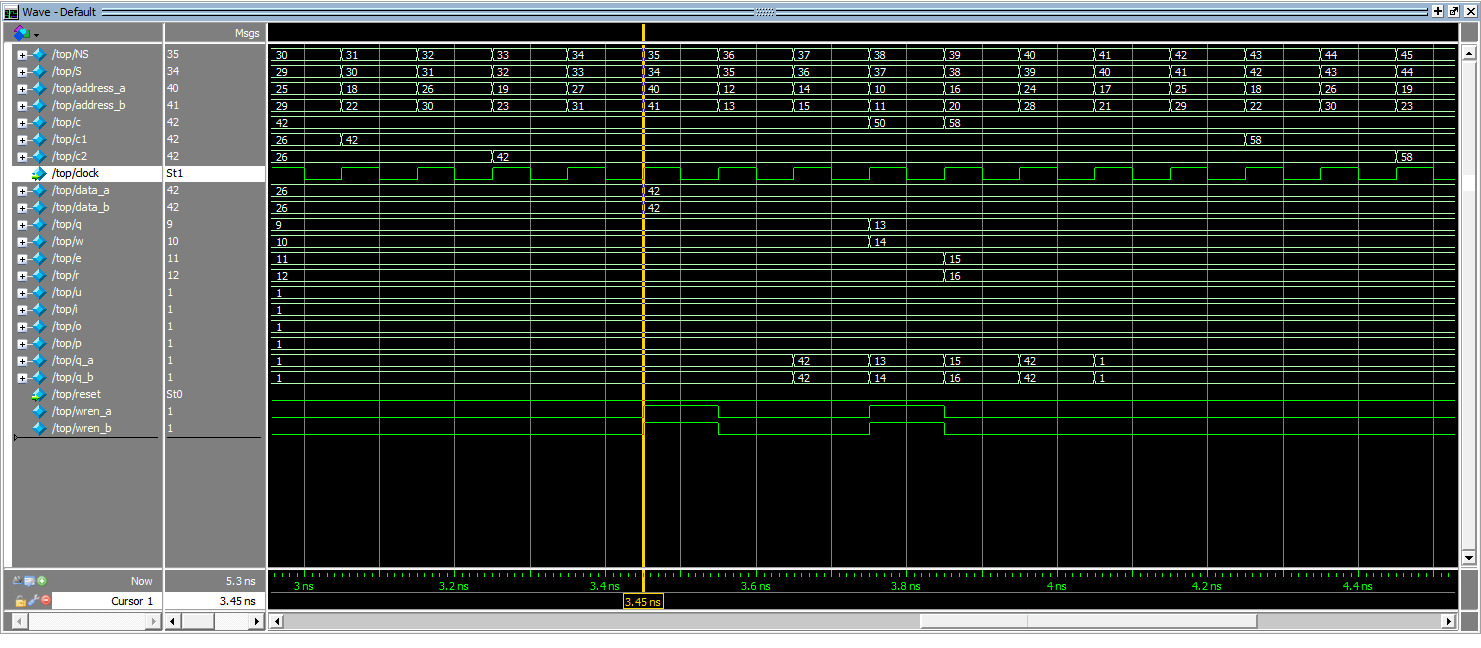 Wave - Default
Msgs
/top/NS 35 30 31 32 33 34 35 36 37 38 39 40 41 42 43 44 45
/top/S 34 29 30 31 32 33 34 35 36 37 38 39 40 41 42 43 44
/top/address_a 40 25 18 26 19 27 40 12 14 10 16 24 17 25 18 26 19
/top/address_b 41 29 22 30 23 31 41 13 15 11 20 28 21 29 22 30 23
/top/c 42 42 50 58
/top/c1 42 26 42 58
/top/c2 42 26 42 58
/top/clock St1
/top/data_a 42 26 42
/top/data_b 42 26 42
/top/q 9 9 13
/top/w 10 10 14
/top/e 11 11 15
/top/r 12 12 16
/top/u 1 1
/top/i 1 1
/top/o 1 1
/top/p 1 1
/top/q_a 1 1 42 13 15 42 1
/top/q_b 1 1 42 14 16 42 1
/top/reset St0
/top/wren_a 1
/top/wren_b 1
Now 5.3 ns 3 ns 3.2 ns 3.4 ns 3.6 ns 3.8 ns 4 ns 4.2 ns 4.4 ns
Cursor 1 3.45 ns 3.45 ns